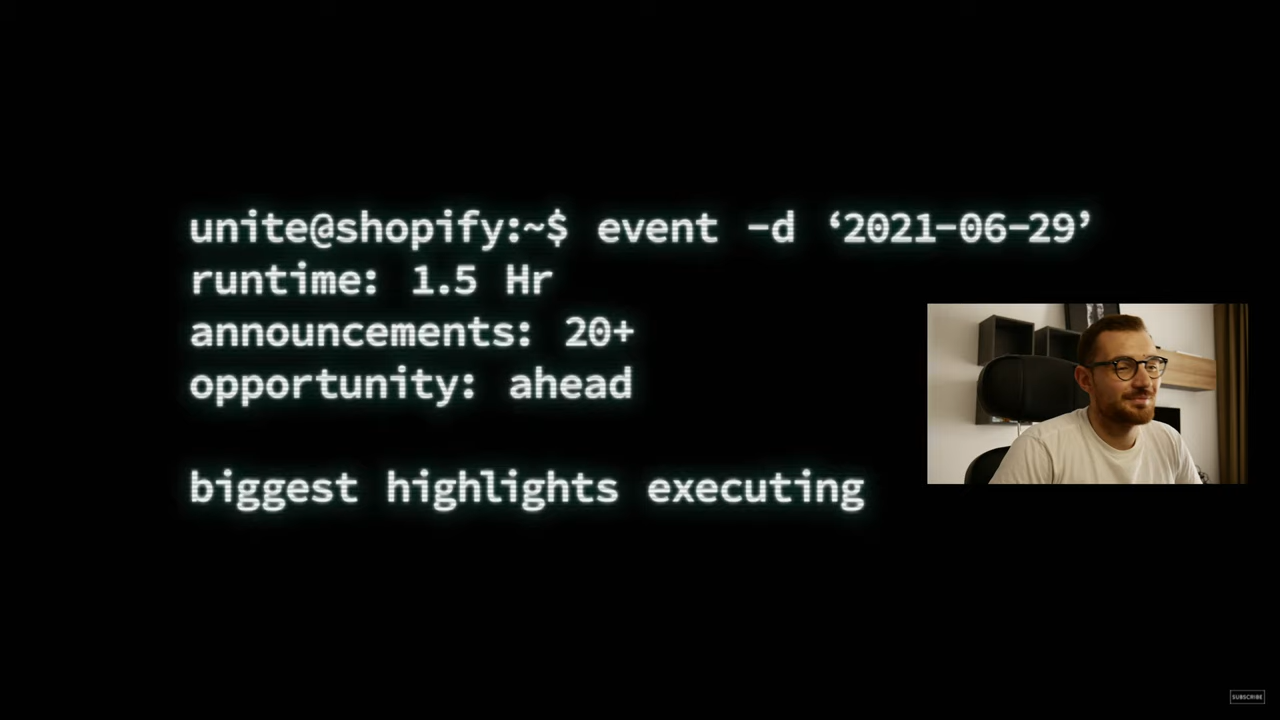 unite@shopify:~$ event -d ‘2021-06-29’
runtime: 1.5 Hr
announcements: 20+
opportunity: ahead
biggest highlights executing
SUBSCRIBE